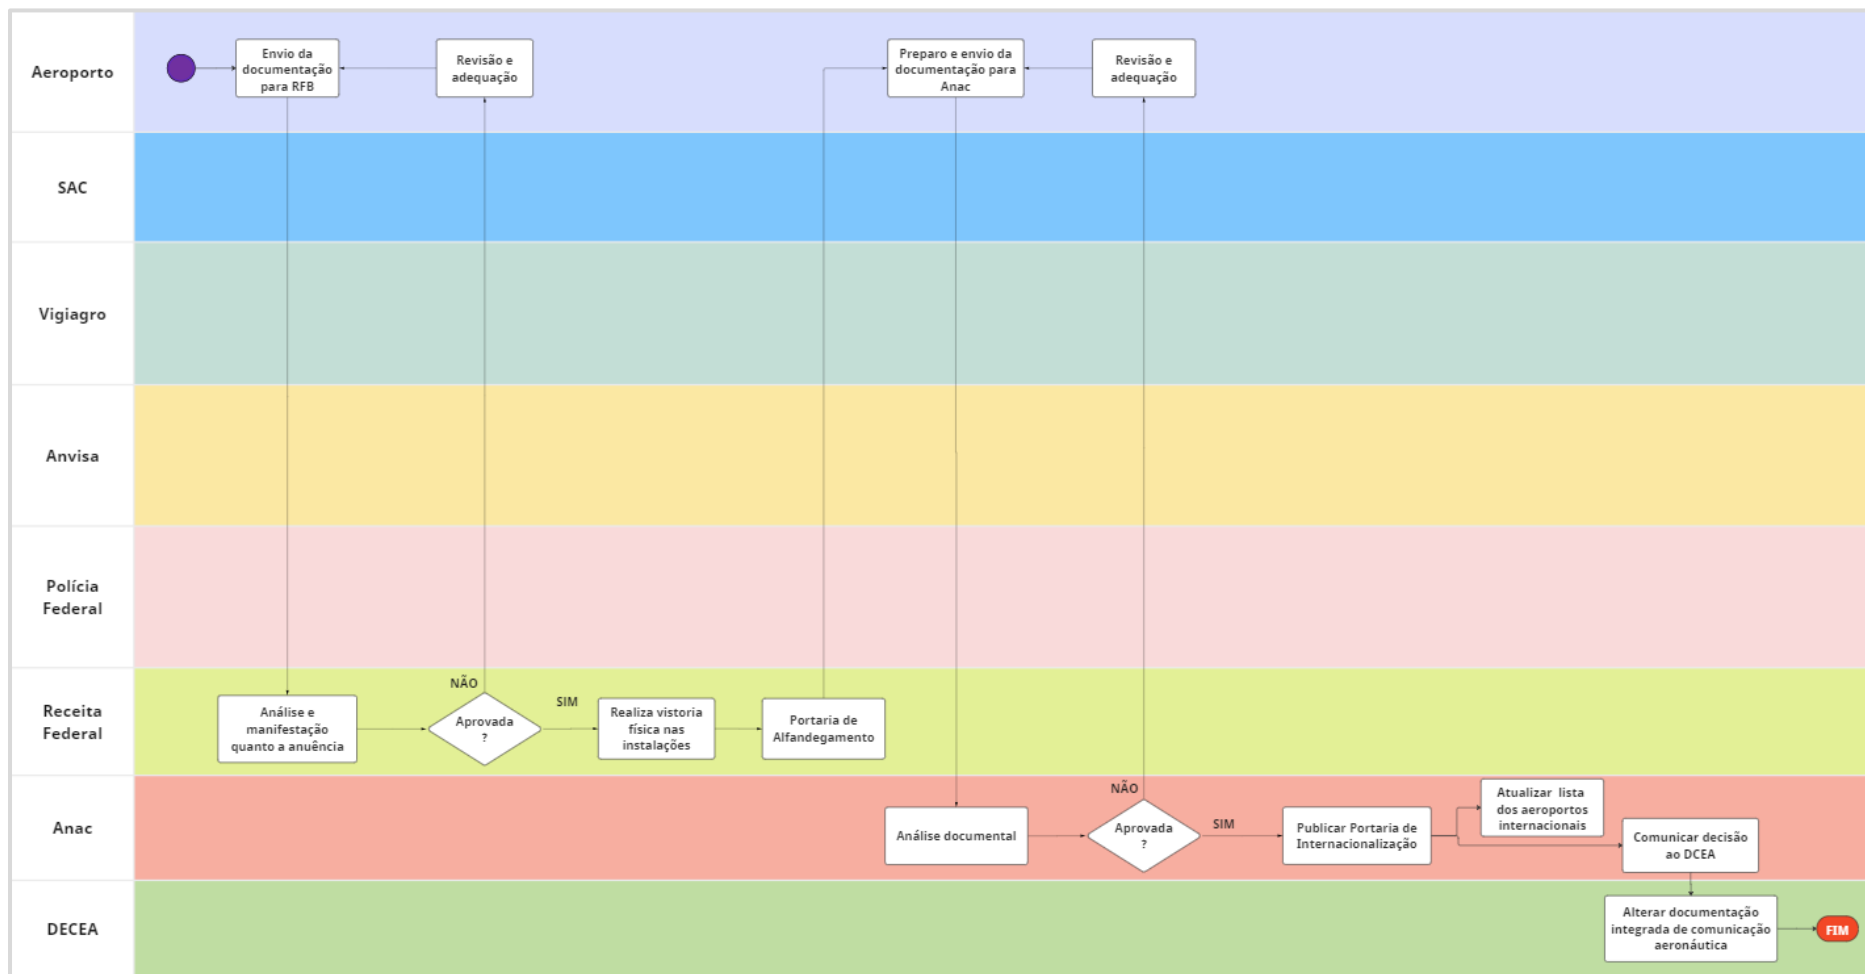 Aeroporto
Envio da
documentação
para RFB
Revisão e
adequação
Preparo e envio da
documentação para
Anac
Revisão e
adequação
SAC
Vigiagro
Anvisa
Polícia
Federal
Receita
Federal
Análise e
manifestação
quanto a anuência
NÃO
Aprovada
?
SIM
Realiza vistoria
física nas
instalações
Portaria de
Alfandegamento
Anac
Análise documental
NÃO
Aprovada
?
SIM
Publicar Portaria de
Internacionalização
Atualizar lista
dos aeroportos
internacionais
Comunicar decisão
ao DCEA
DECEA
Alterar documentação
integrada de comunicação
aeronáutica
FIM